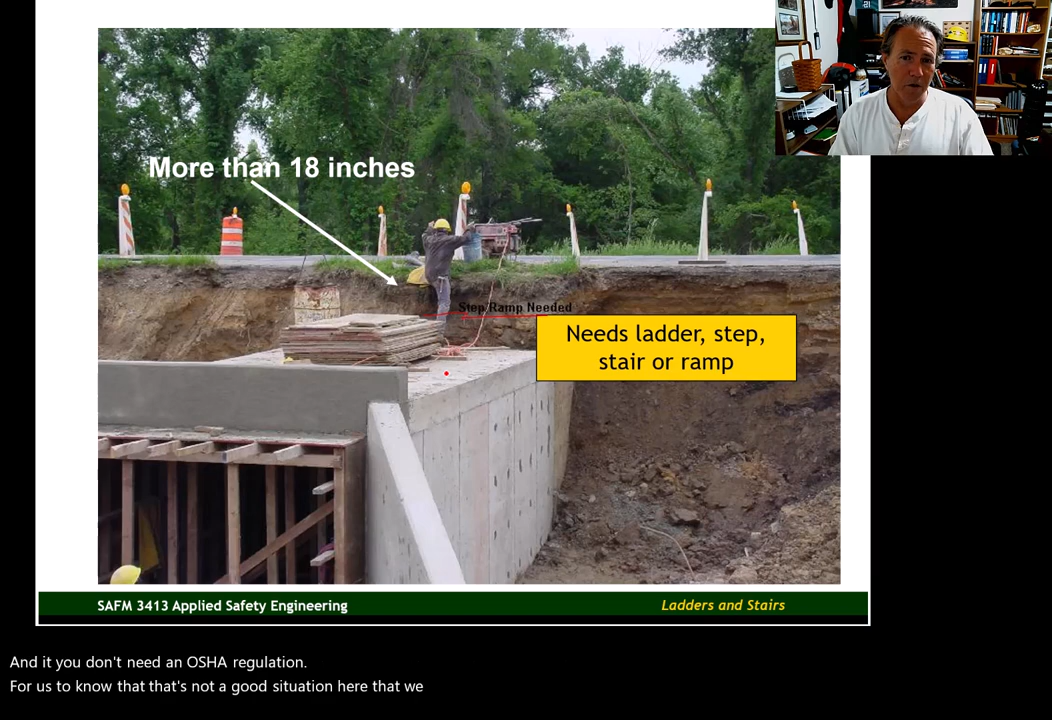 More than 18 inches
Step/Ramp Needed
Needs ladder, step,
stair or ramp
SAFM 3413 Applied Safety Engineering
Ladders and Stairs
And it you don't need an OSHA regulation.
For us to know that that's not a good situation here that we